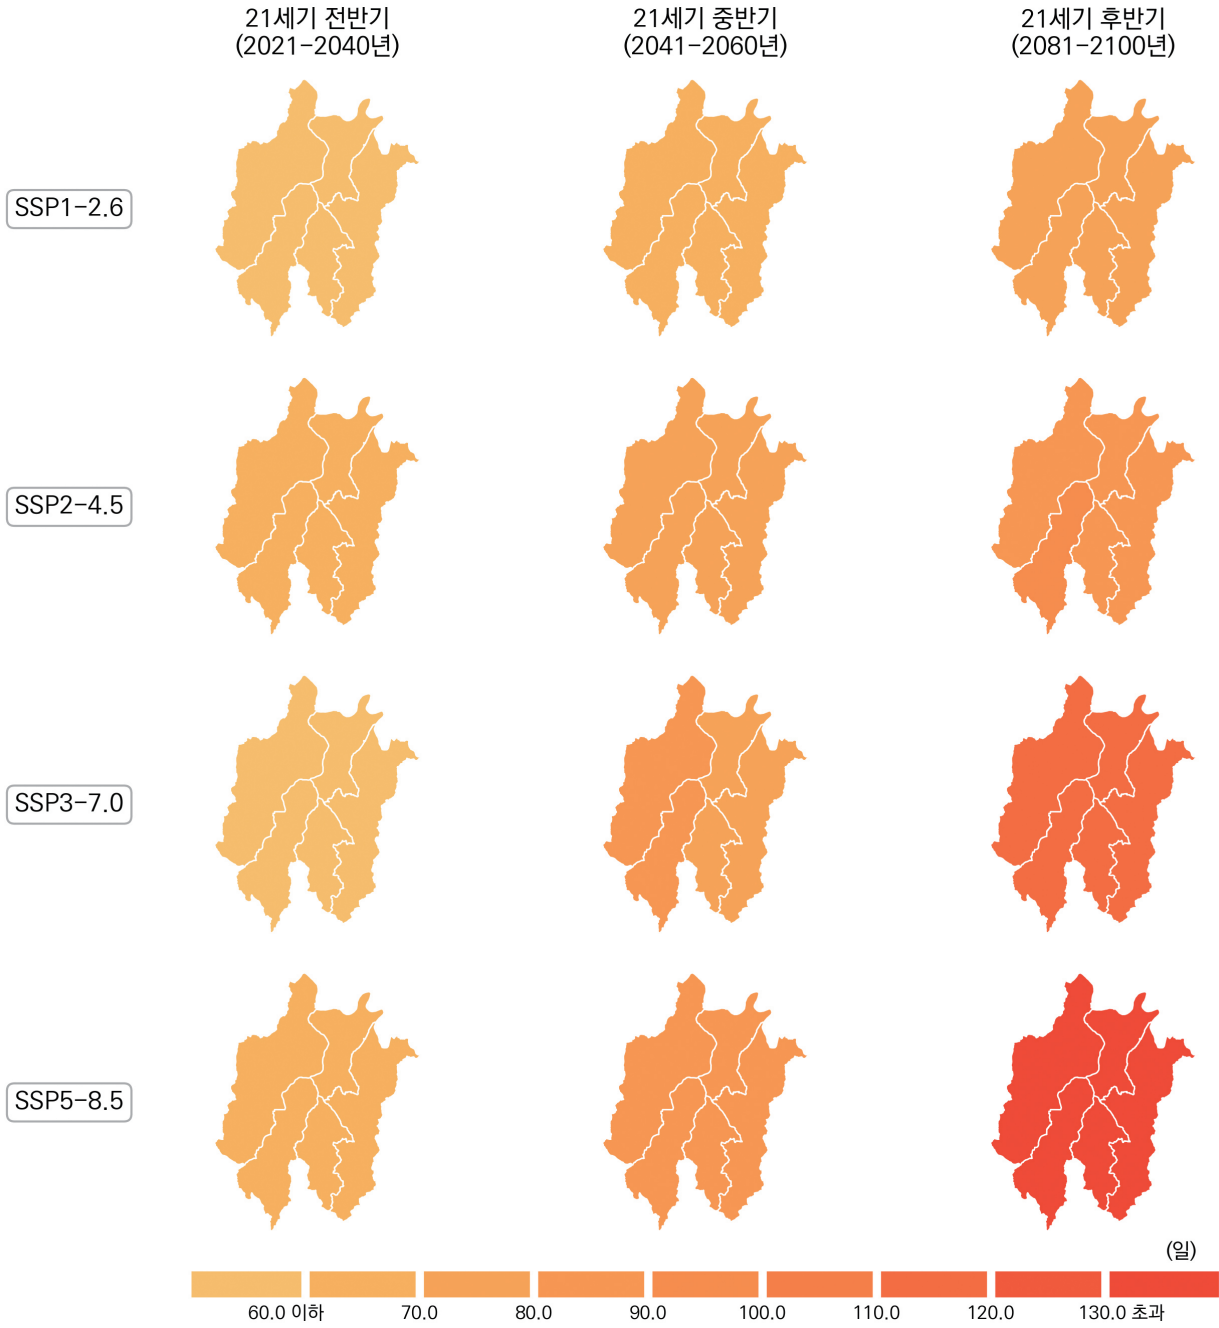 21세기 전반기
(2021-2040년)
21세기 중반기
(2041-2060년)
21세기 후반기
(2081-2100년)
SSP1-2.6
SSP2-4.5
SSP3-7.0
SSP5-8.5
(일)
60.0 이하 70.0 80.0 90.0 100.0 110.0 120.0 130.0 초과